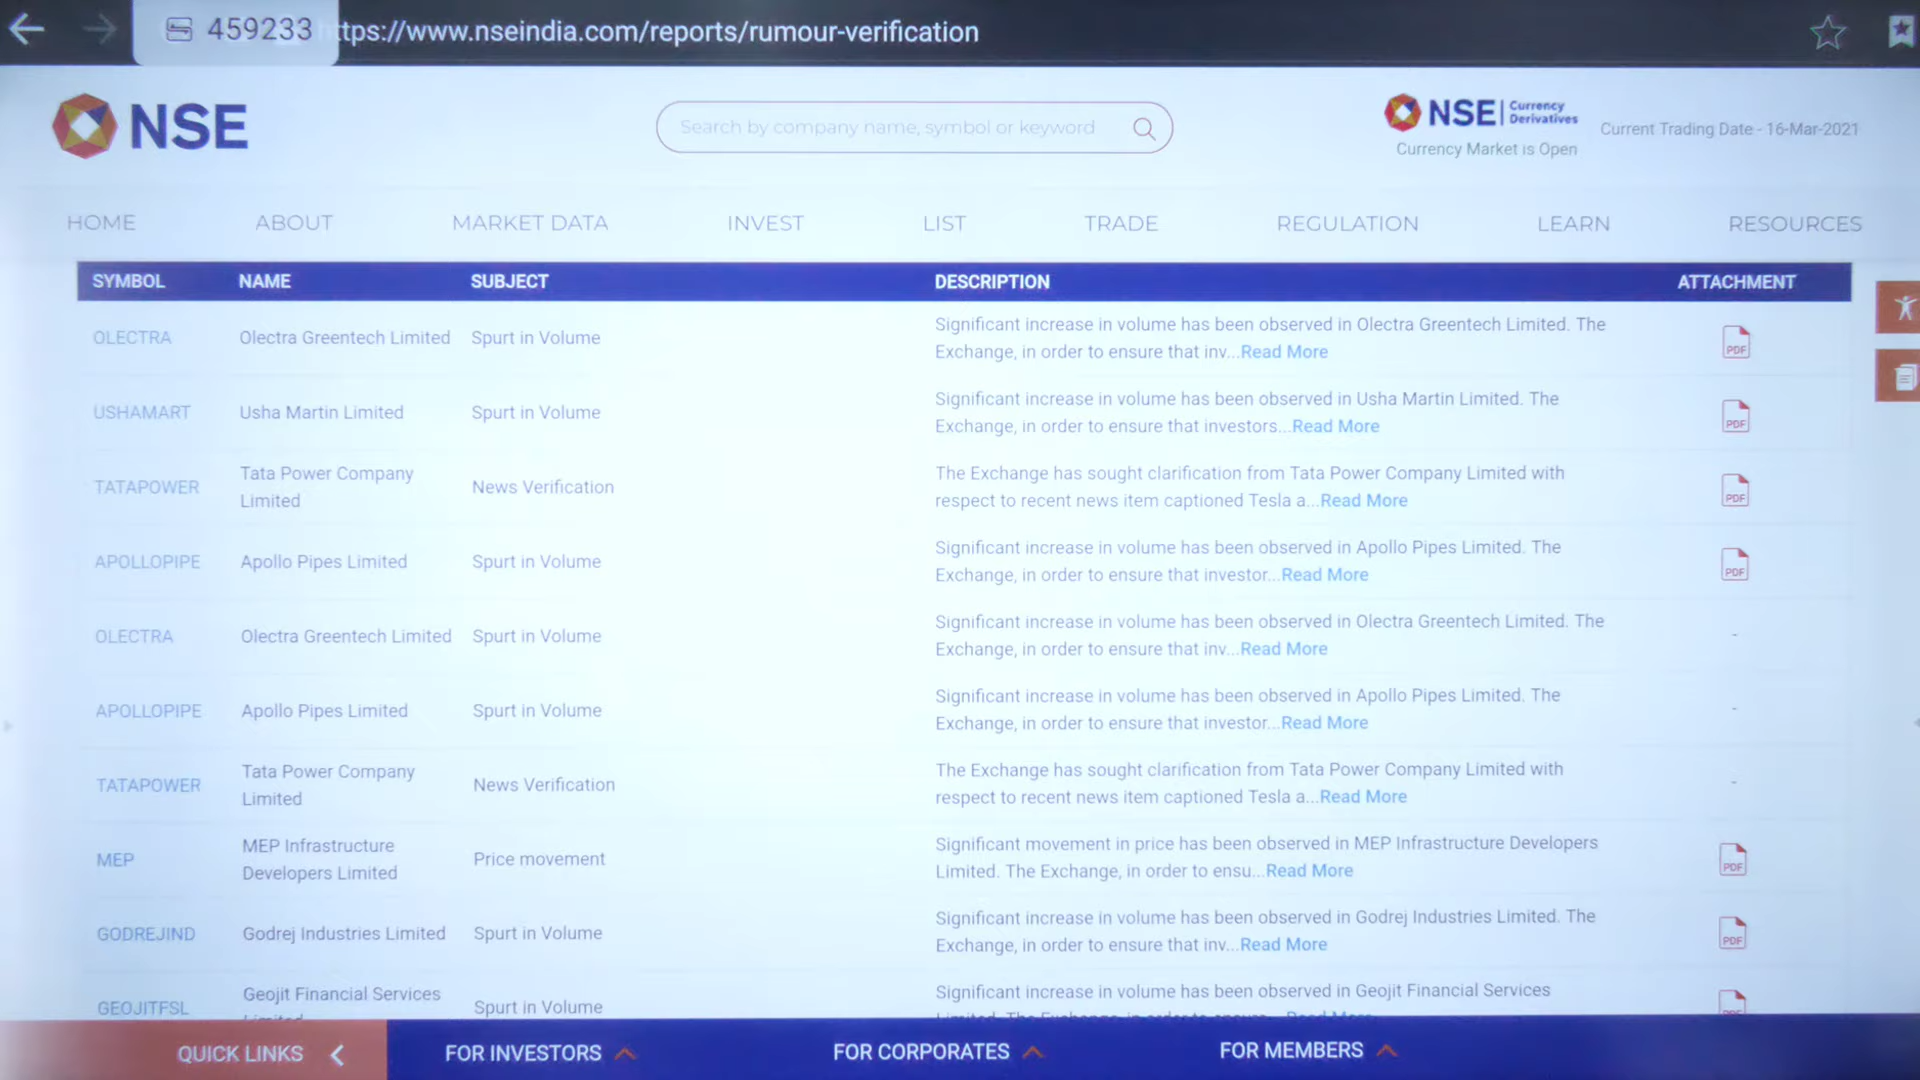 459233 ttps://www.nseindia.com/reports/rumour-verification
NSE
Search by company name, symbol or keyword
NSE Currency Derivatives
Currency Market is Open
Current Trading Date - 16-Mar-2021
HOME ABOUT MARKET DATA INVEST LIST TRADE REGULATION LEARN RESOURCES
SYMBOL NAME SUBJECT DESCRIPTION ATTACHMENT
OLECTRA Olectra Greentech Limited Spurt in Volume Significant increase in volume has been observed in Olectra Greentech Limited. The
Exchange, in order to ensure that inv...Read More PDF
USHAMART Usha Martin Limited Spurt in Volume Significant increase in volume has been observed in Usha Martin Limited. The
Exchange, in order to ensure that investors...Read More PDF
TATAPOWER Tata Power Company Limited News Verification The Exchange has sought clarification from Tata Power Company Limited with
respect to recent news item captioned Tesla a...Read More PDF
APOLLOPIPE Apollo Pipes Limited Spurt in Volume Significant increase in volume has been observed in Apollo Pipes Limited. The
Exchange, in order to ensure that investor...Read More PDF
OLECTRA Olectra Greentech Limited Spurt in Volume Significant increase in volume has been observed in Olectra Greentech Limited. The
Exchange, in order to ensure that inv...Read More -
APOLLOPIPE Apollo Pipes Limited Spurt in Volume Significant increase in volume has been observed in Apollo Pipes Limited. The
Exchange, in order to ensure that investor...Read More -
TATAPOWER Tata Power Company Limited News Verification The Exchange has sought clarification from Tata Power Company Limited with
respect to recent news item captioned Tesla a...Read More -
MEP MEP Infrastructure Developers Limited Price movement Significant movement in price has been observed in MEP Infrastructure Developers
Limited. The Exchange, in order to ensu...Read More PDF
GODREJIND Godrej Industries Limited Spurt in Volume Significant increase in volume has been observed in Godrej Industries Limited. The
Exchange, in order to ensure that inv...Read More PDF
GEOJITFSL Geojit Financial Services Spurt in Volume Significant increase in volume has been observed in Geojit Financial Services
QUICK LINKS FOR INVESTORS FOR CORPORATES FOR MEMBERS